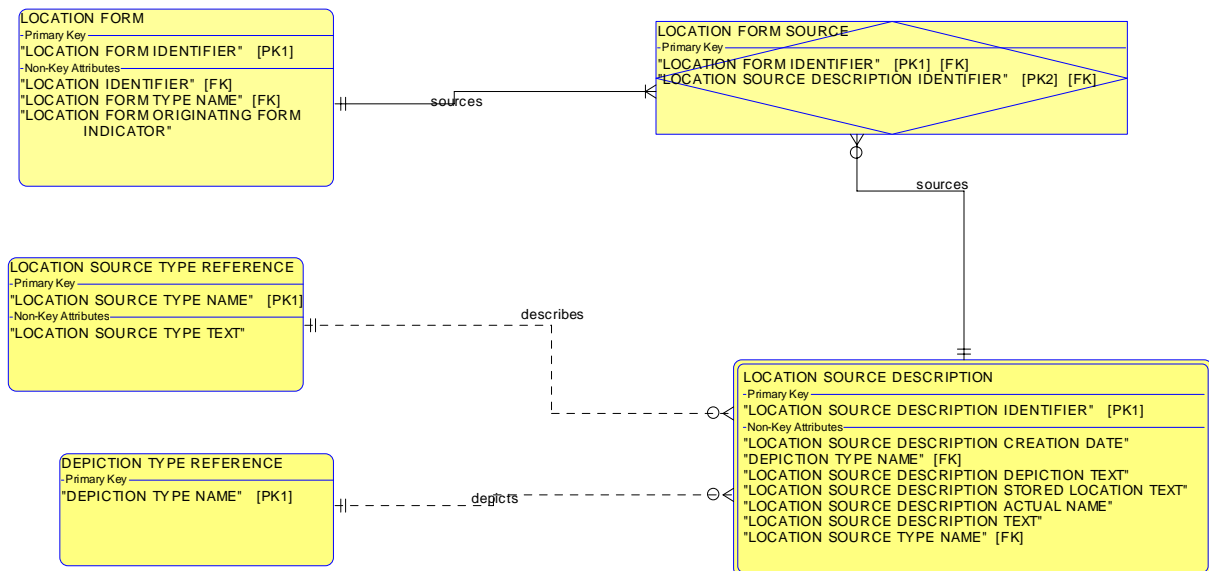 LOCATION FORM
Primary Key
"LOCATION FORM IDENTIFIER" [PK1]
Non-Key Attributes
"LOCATION IDENTIFIER" [FK]
"LOCATION FORM TYPE NAME" [FK]
"LOCATION FORM ORIGINATING FORM
INDICATOR"
sources
LOCATION FORM SOURCE
Primary Key
"LOCATION FORM IDENTIFIER" [PK1] [FK]
"LOCATION SOURCE DESCRIPTION IDENTIFIER" [PK2] [FK]
sources
LOCATION SOURCE TYPE REFERENCE
Primary Key
"LOCATION SOURCE TYPE NAME" [PK1]
Non-Key Attributes
"LOCATION SOURCE TYPE TEXT"
describes
DEPICTION TYPE REFERENCE
Primary Key
"DEPICTION TYPE NAME" [PK1]
depicts
LOCATION SOURCE DESCRIPTION
Primary Key
"LOCATION SOURCE DESCRIPTION IDENTIFIER" [PK1]
Non-Key Attributes
"LOCATION SOURCE DESCRIPTION CREATION DATE"
"DEPICTION TYPE NAME" [FK]
"LOCATION SOURCE DESCRIPTION DEPICTION TEXT"
"LOCATION SOURCE DESCRIPTION STORED LOCATION TEXT"
"LOCATION SOURCE DESCRIPTION ACTUAL NAME"
"LOCATION SOURCE DESCRIPTION TEXT"
"LOCATION SOURCE TYPE NAME" [FK]